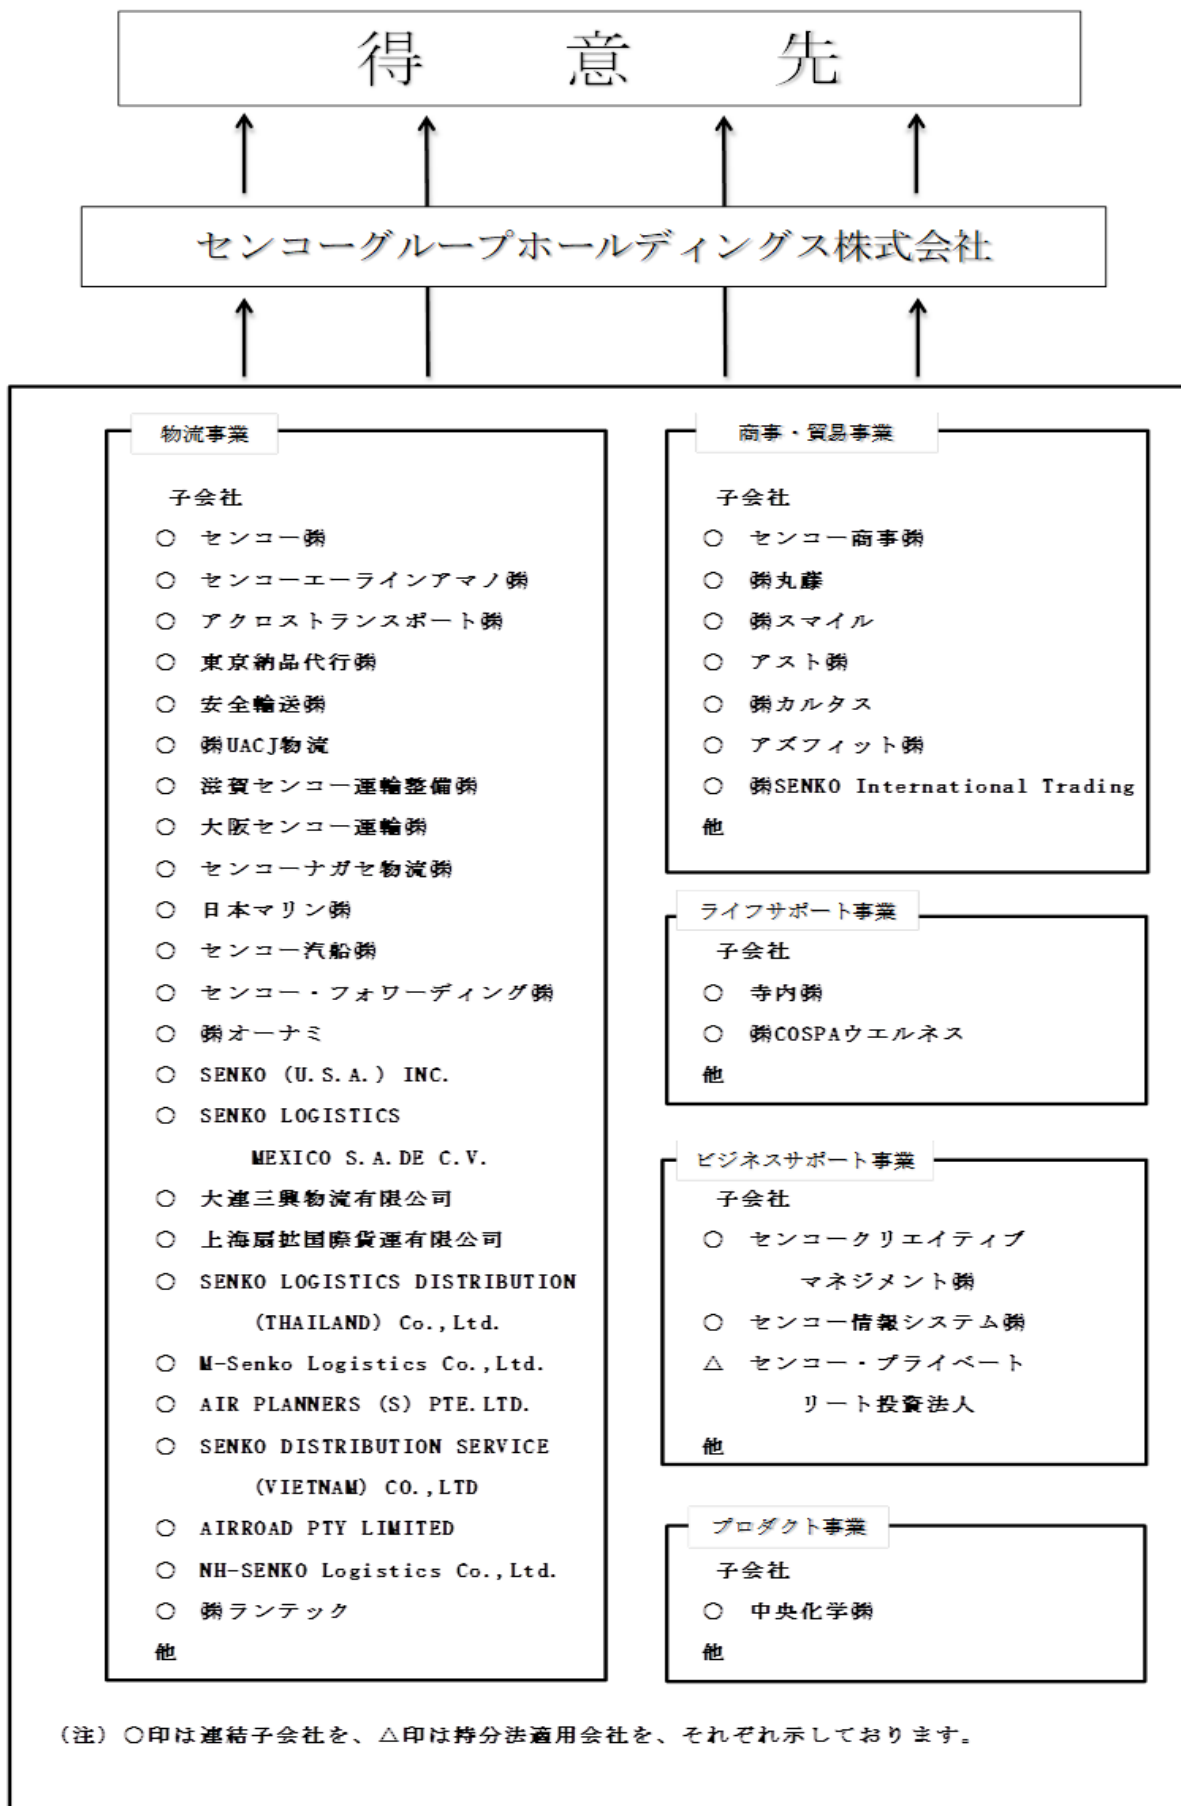 得意先
センコーグループホールディングス株式会社
物流事業
子会社
○ センコー㈱
○ センコーエーラインアマノ㈱
○ アクロストランスポート㈱
○ 東京納品代行㈱
○ 安全輸送㈱
○ ㈱UACJ物流
○ 滋賀センコー運輸整備㈱
○ 大阪センコー運輸㈱
○ センコーナガセ物流㈱
○ 日本マリン㈱
○ センコー汽船㈱
○ センコー・フォワーディング㈱
○ ㈱オーナミ
○ SENKO (U.S.A.) INC.
○ SENKO LOGISTICS
MEXICO S.A.DE C.V.
○ 大連三興物流有限公司
○ 上海扇拡国際貨運有限公司
○ SENKO LOGISTICS DISTRIBUTION
(THAILAND) Co.,Ltd.
○ M-Senko Logistics Co.,Ltd.
○ AIR PLANNERS (S) PTE.LTD.
○ SENKO DISTRIBUTION SERVICE
(VIETNAM) CO.,LTD
○ AIRROAD PTY LIMITED
○ NH-SENKO Logistics Co.,Ltd.
○ ㈱ランテック
他
商事・貿易事業
子会社
○ センコー商事㈱
○ ㈱丸藤
○ ㈱スマイル
○ アスト㈱
○ ㈱カルタス
○ アズフィット㈱
○ ㈱SENKO International Trading
他
ライフサポート事業
子会社
○ 寺内㈱
○ ㈱COSPAウエルネス
他
ビジネスサポート事業
子会社
○ センコークリエイティブ
マネジメント㈱
○ センコー情報システム㈱
△ センコー・プライベート
リート投資法人
他
プロダクト事業
子会社
○ 中央化学㈱
他
(注) ○印は連結子会社を、△印は持分法適用会社を、それぞれ示しております。